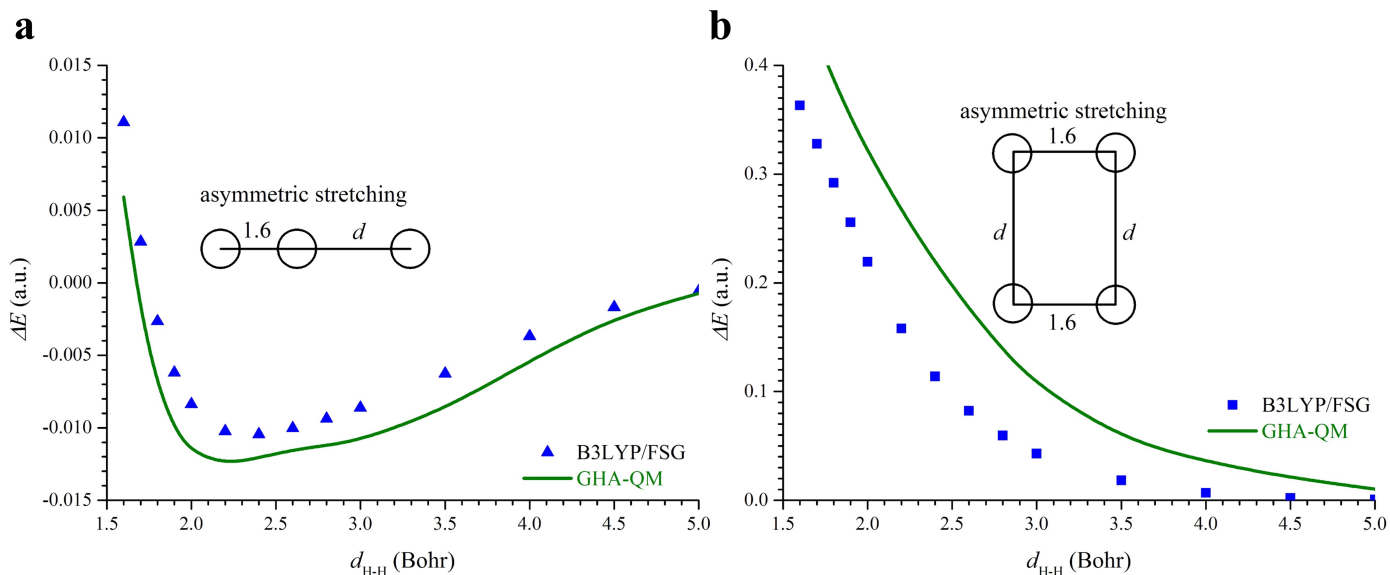 a
0.015
0.010
0.005
0.000
-0.005
-0.010
-0.015
ΔE (a.u.)
asymmetric stretching
1.6
d
B3LYP/FSG
GHA-QM
1.5 2.0 2.5 3.0 3.5 4.0 4.5 5.0
dH-H (Bohr)
b
0.4
0.3
0.2
0.1
0.0
ΔE (a.u.)
asymmetric stretching
1.6
d d
1.6
B3LYP/FSG
GHA-QM
1.5 2.0 2.5 3.0 3.5 4.0 4.5 5.0
dH-H (Bohr)